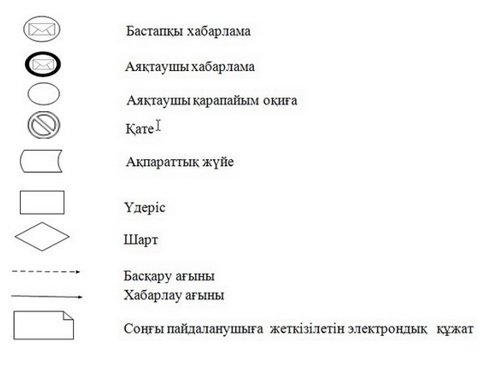 Бастапқы хабарлама
Аяқтаушы хабарлама
Аяқтаушы қарапайым оқиға
Қате
Ақпараттық жүйе
Үдеріс
Шарт
Басқару ағыны
Хабарлау ағыны
Соңғы пайдаланушыға жеткізілетін электрондық құжат